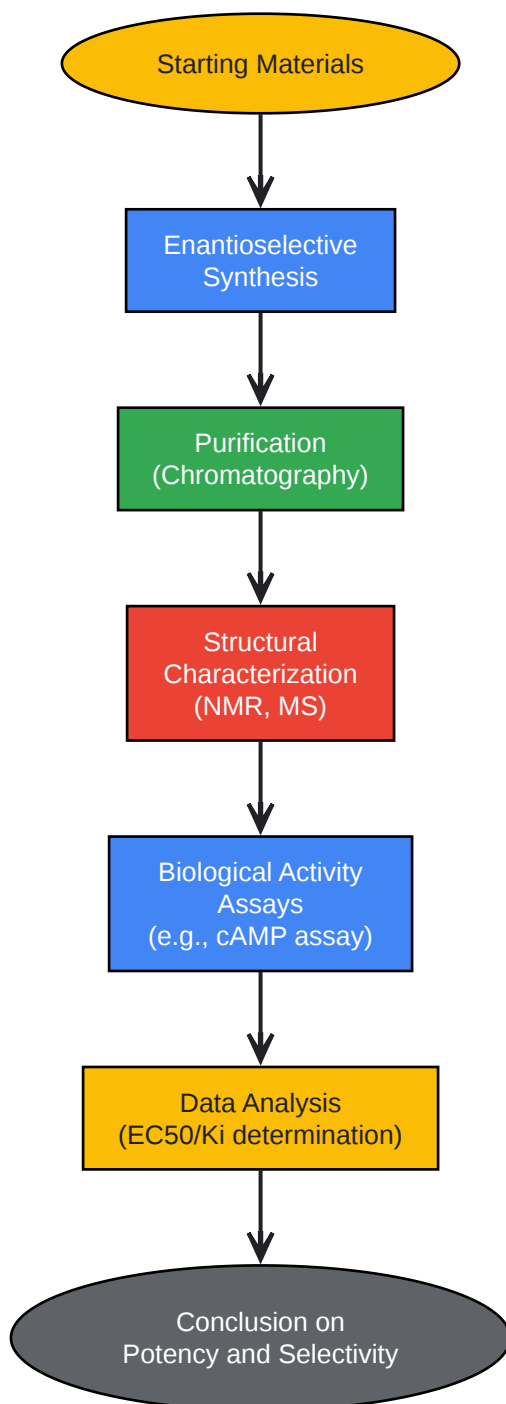 Starting Materials
Enantioselective
Synthesis
Purification
(Chromatography)
Structural
Characterization
(NMR, MS)
Biological Activity
Assays
(e.g., cAMP assay)
Data Analysis
(EC50/Ki determination)
Conclusion on
Potency and Selectivity